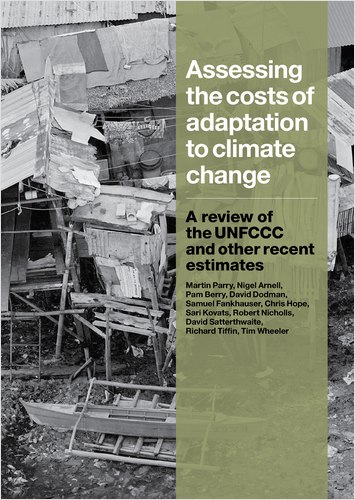 Assessing
the costs of
adaptation
to climate
change
A review of
the UNFCCC
and other recent
estimates
Martin Parry, Nigel Arnell,
Pam Berry, David Dodman,
Samuel Fankhauser, Chris Hope,
Sari Kovats, Robert Nicholls,
David Satterthwaite,
Richard Tiffin, Tim Wheeler